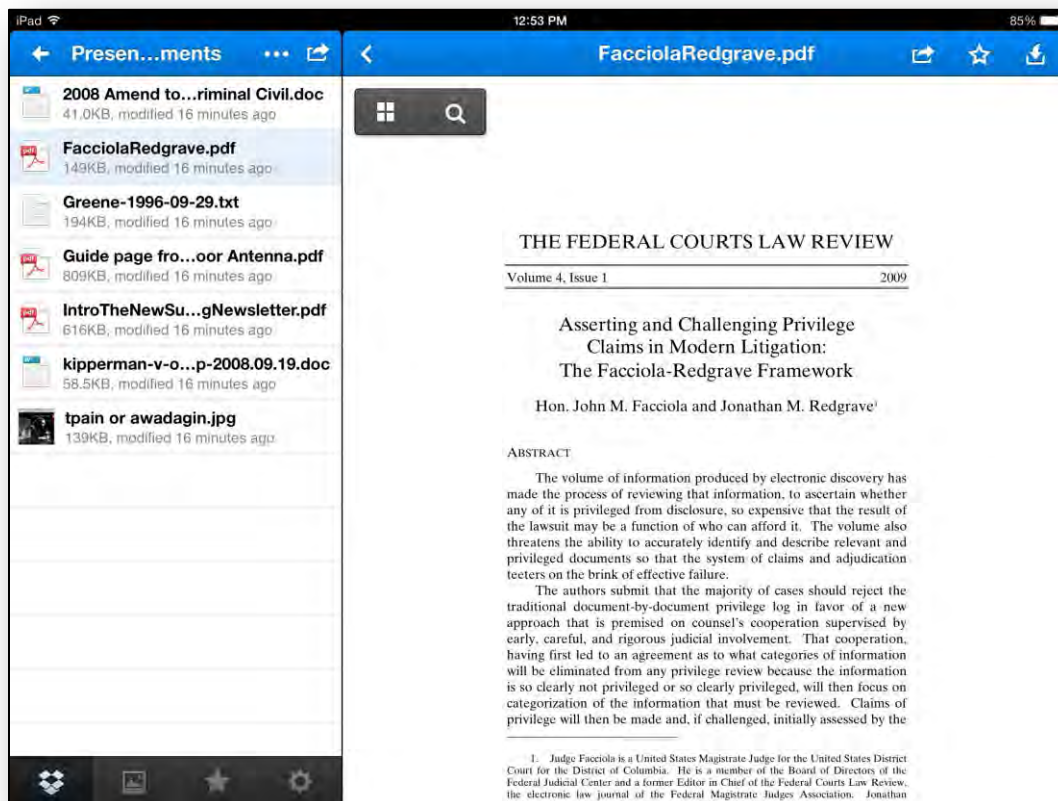 iPad 12:53 PM 85%
Presen...ments
FacciolaRedgrave.pdf
2008 Amend to...riminal Civil.doc
41.0KB, modified 16 minutes ago
FacciolaRedgrave.pdf
149KB, modified 16 minutes ago
Greene-1996-09-29.txt
194KB, modified 16 minutes ago
Guide page fro...oor Antenna.pdf
809KB, modified 16 minutes ago
IntroTheNewSu...gNewsletter.pdf
616KB, modified 16 minutes ago
kipperman-v-o...p-2008.09.19.doc
58.5KB, modified 16 minutes ago
tpain or awadagin.jpg
139KB, modified 16 minutes ago
THE FEDERAL COURTS LAW REVIEW
Volume 4, Issue 1 2009
Asserting and Challenging Privilege
Claims in Modern Litigation:
The Facciola-Redgrave Framework
Hon. John M. Facciola and Jonathan M. Redgrave¹
ABSTRACT
The volume of information produced by electronic discovery has
made the process of reviewing that information, to ascertain whether
any of it is privileged from disclosure, so expensive that the result of
the lawsuit may be a function of who can afford it. The volume also
threatens the ability to accurately identify and describe relevant and
privileged documents so that the system of claims and adjudication
teeters on the brink of effective failure.
The authors submit that the majority of cases should reject the
traditional document-by-document privilege log in favor of a new
approach that is premised on counsel's cooperation supervised by
early, careful, and rigorous judicial involvement. That cooperation,
having first led to an agreement as to what categories of information
will be eliminated from any privilege review because the information
is so clearly not privileged or so clearly privileged, will then focus on
categorization of the information that must be reviewed. Claims of
privilege will then be made and, if challenged, initially assessed by the
1. Judge Facciola is a United States Magistrate Judge for the United States District
Court for the District of Columbia. He is a member of the Board of Directors of the
Federal Judicial Center and a former Editor in Chief of the Federal Courts Law Review,
the electronic law journal of the Federal Magistrate Judges Association. Jonathan